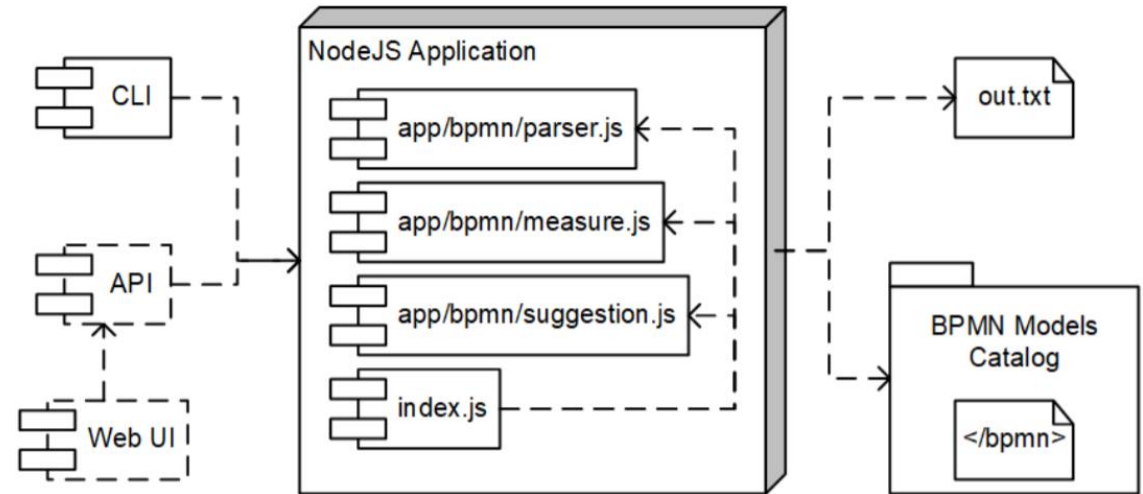 NodeJS Application
CLI
app/bpmn/parser.js
out.txt
app/bpmn/measure.js
API
app/bpmn/suggestion.js
BPMN Models
Catalog
Web UI
index.js
</bpmn>